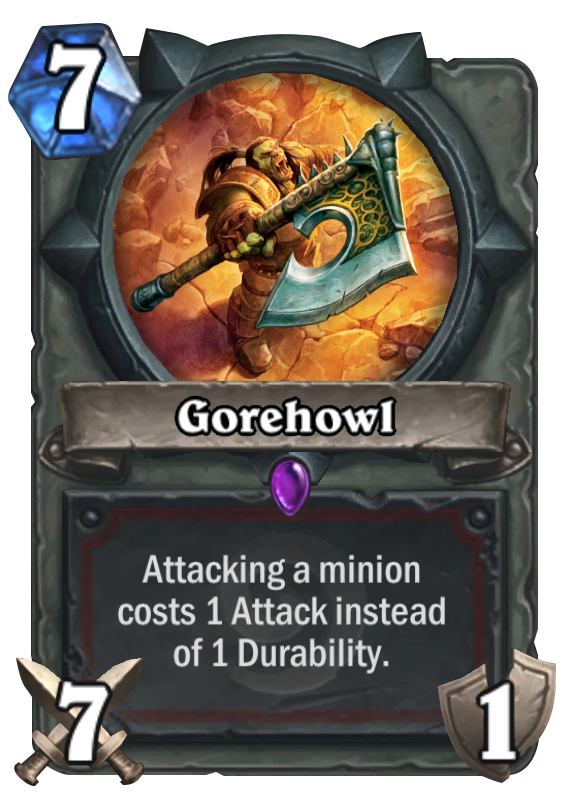 7
Gorehowl
Attacking a minion
costs 1 Attack instead
of 1 Durability.
7
1